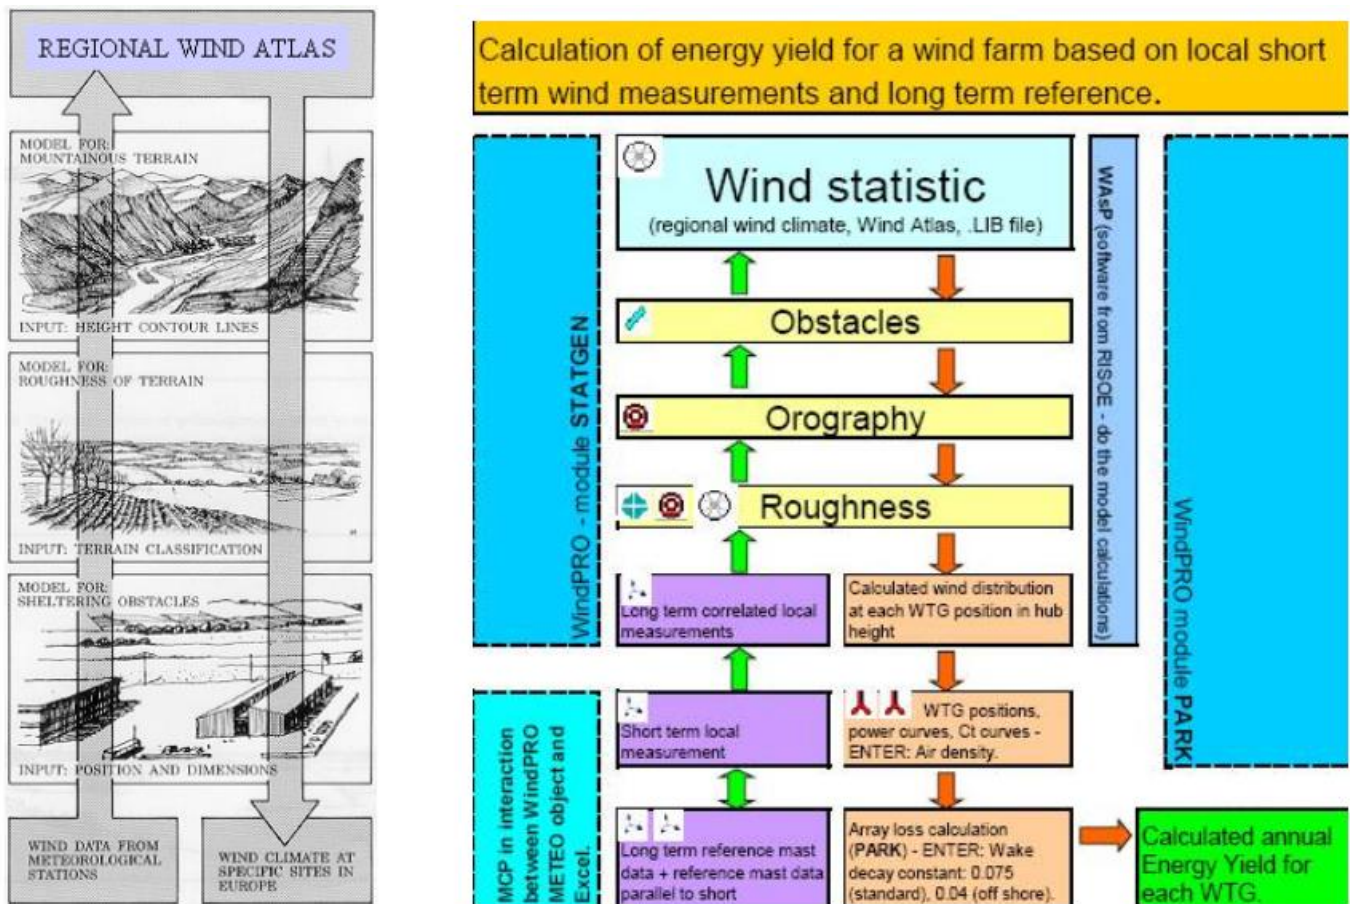 REGIONAL WIND ATLAS
MODEL FOR:
MOUNTAINOUS TERRAIN
INPUT: HEIGHT CONTOUR LINES
MODEL FOR:
ROUGHNESS OF TERRAIN
INPUT: TERRAIN CLASSIFICATION
MODEL FOR:
SHELTERING OBSTACLES
INPUT: POSITION AND DIMENSIONS
WIND DATA FROM
METEOROLOGICAL
STATIONS
WIND CLIMATE AT
SPECIFIC SITES IN
EUROPE
Calculation of energy yield for a wind farm based on local short
term wind measurements and long term reference.
WindPRO - module STATGEN
Wind statistic
(regional wind climate, Wind Atlas, .LIB file)
Obstacles
Orography
Roughness
WAsP (software from RISOE - do the model calculations)
WindPRO module PARK
Long term correlated local
measurements
Calculated wind distribution
at each WTG position in hub
height
MCP in interaction
between WindPRO
METEO object and
Excel.
Short term local
measurement
WTG positions,
power curves, Ct curves -
ENTER: Air density.
Long term reference mast
data + reference mast data
parallel to short
Array loss calculation
(PARK) - ENTER: Wake
decay constant: 0.075
(standard), 0.04 (off shore).
Calculated annual
Energy Yield for
each WTG.